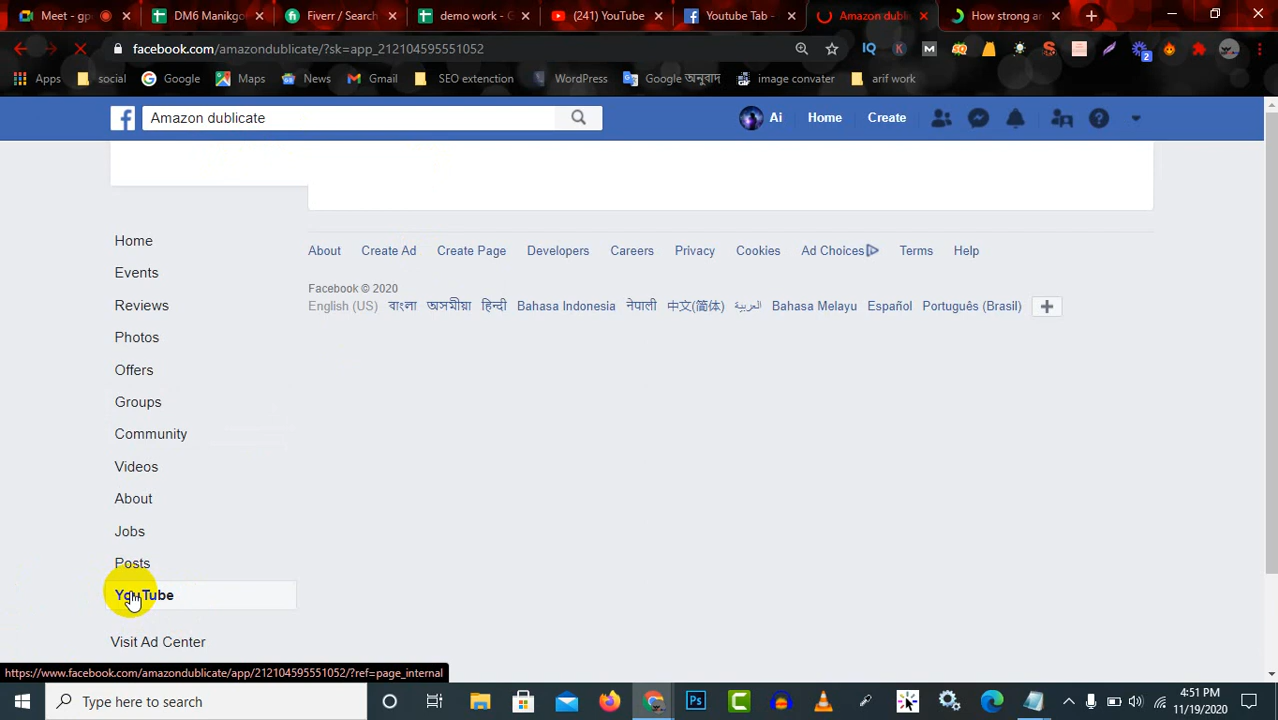 Meet - gp
DM6 Manikgo
Fiverr / Search
demo work - G
(241) YouTube
Youtube Tab -
Amazon dubli
How strong ar
facebook.com/amazondublicate/?sk=app_212104595551052
IQ
K
M
SQ
S
2
Apps
social
Google
Maps
News
Gmail
SEO extenction
WordPress
Google অনুবাদ
image convater
arif work
Amazon dublicate
Ai
Home
Create
Home
Events
Reviews
Photos
Offers
Groups
Community
Videos
About
Jobs
Posts
YouTube
Visit Ad Center
About
Create Ad
Create Page
Developers
Careers
Privacy
Cookies
Ad Choices
Terms
Help
Facebook © 2020
English (US)
বাংলা
অসমীয়া
हिन्दी
Bahasa Indonesia
नेपाली
中文(简体)
العربية
Bahasa Melayu
Español
Português (Brasil)
https://www.facebook.com/amazondublicate/app/212104595551052/?ref=page_internal
Type here to search
Ps
4:51 PM
11/19/2020